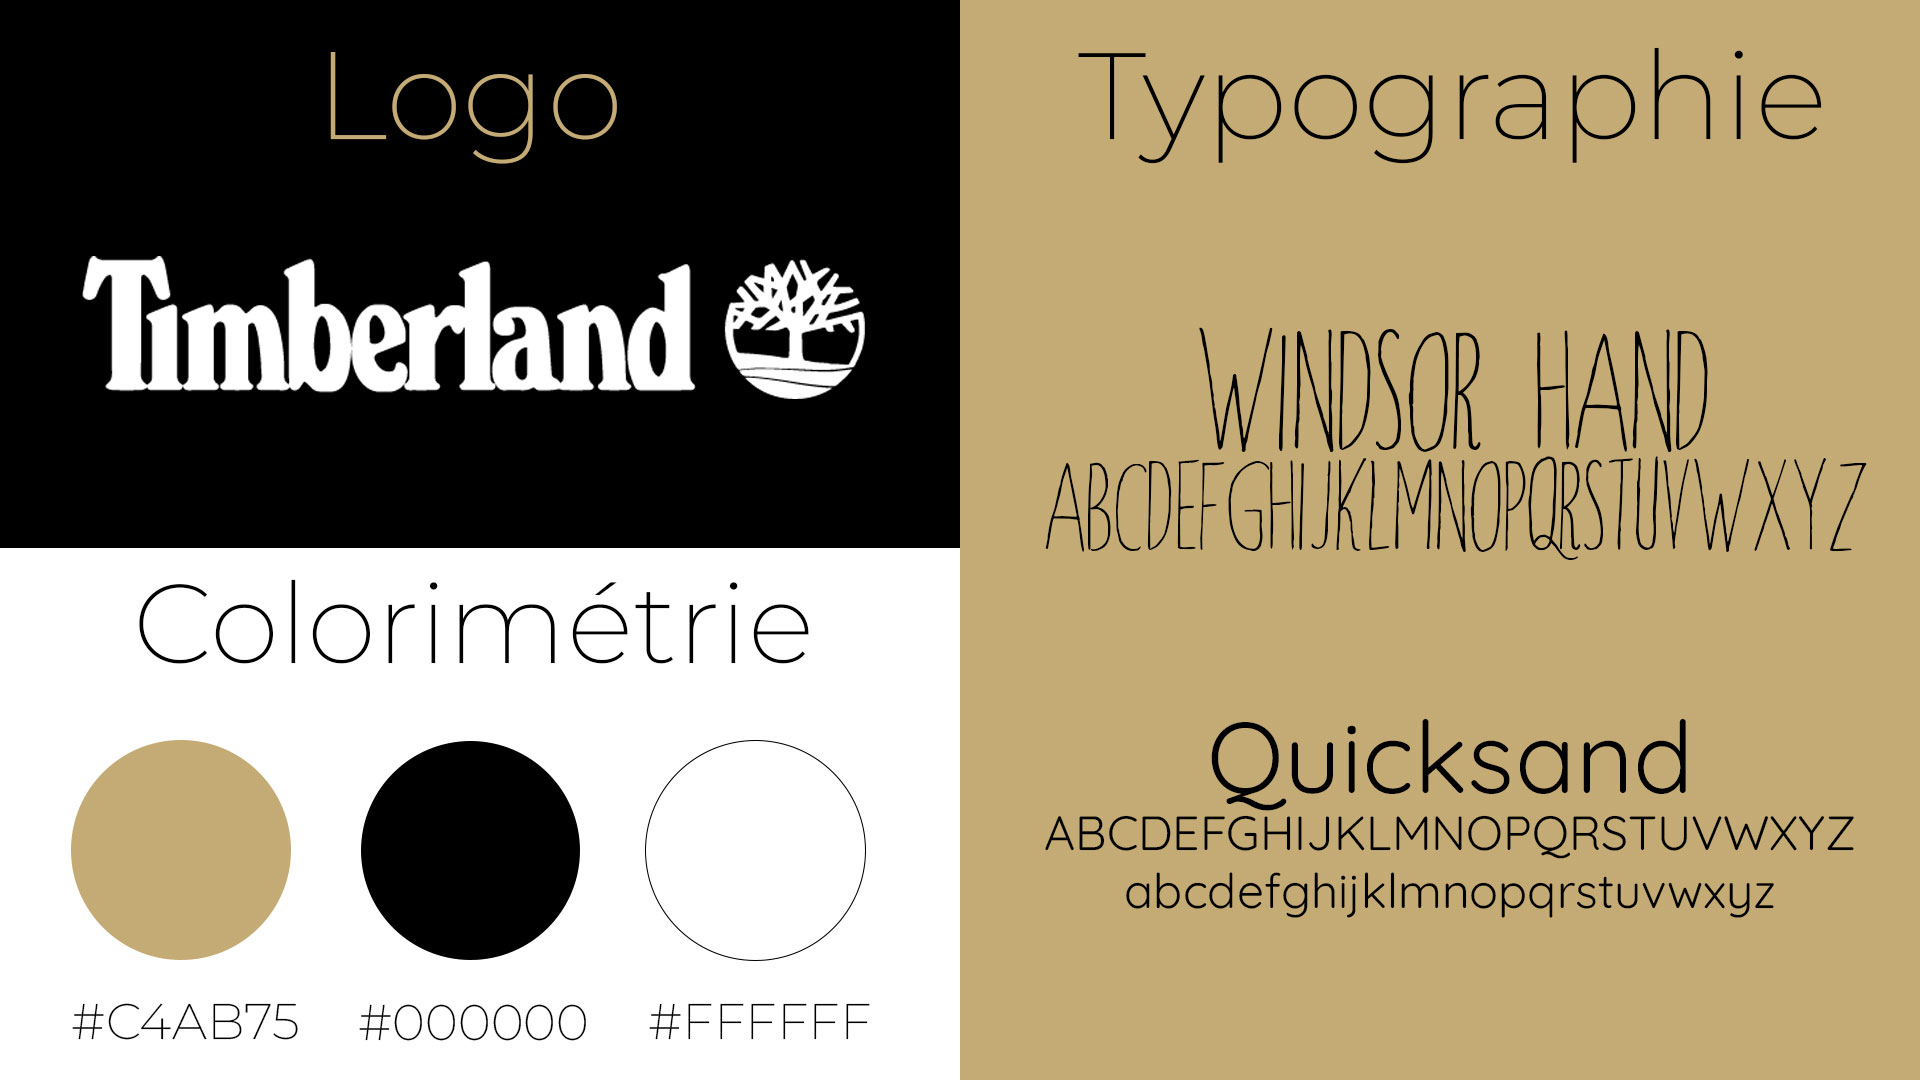 Logo
Timberland
Colorimétrie
#C4AB75
#000000
#FFFFFF
Typographie
WINDSOR HAND
ABCDEFGHIJKLMNOPQRSTUVWXYZ
Quicksand
ABCDEFGHIJKLMNOPQRSTUVWXYZ
abcdefghijklmnopqrstuvwxyz